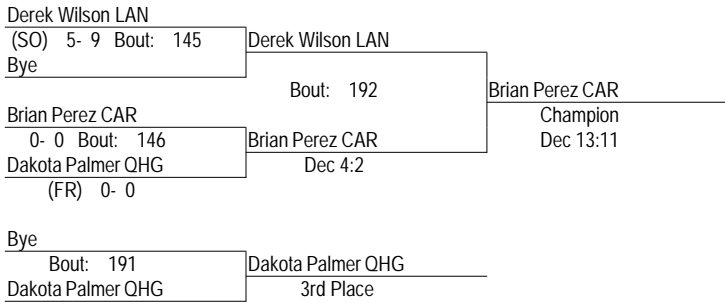 Derek Wilson LAN
(SO) 5- 9 Bout: 145
Derek Wilson LAN
Bye
Bout: 192
Brian Perez CAR
Brian Perez CAR
Champion
0- 0 Bout: 146
Brian Perez CAR
Dec 13:11
Dakota Palmer QHG
Dec 4:2
(FR) 0- 0
Bye
Bout: 191
Dakota Palmer QHG
Dakota Palmer QHG
3rd Place